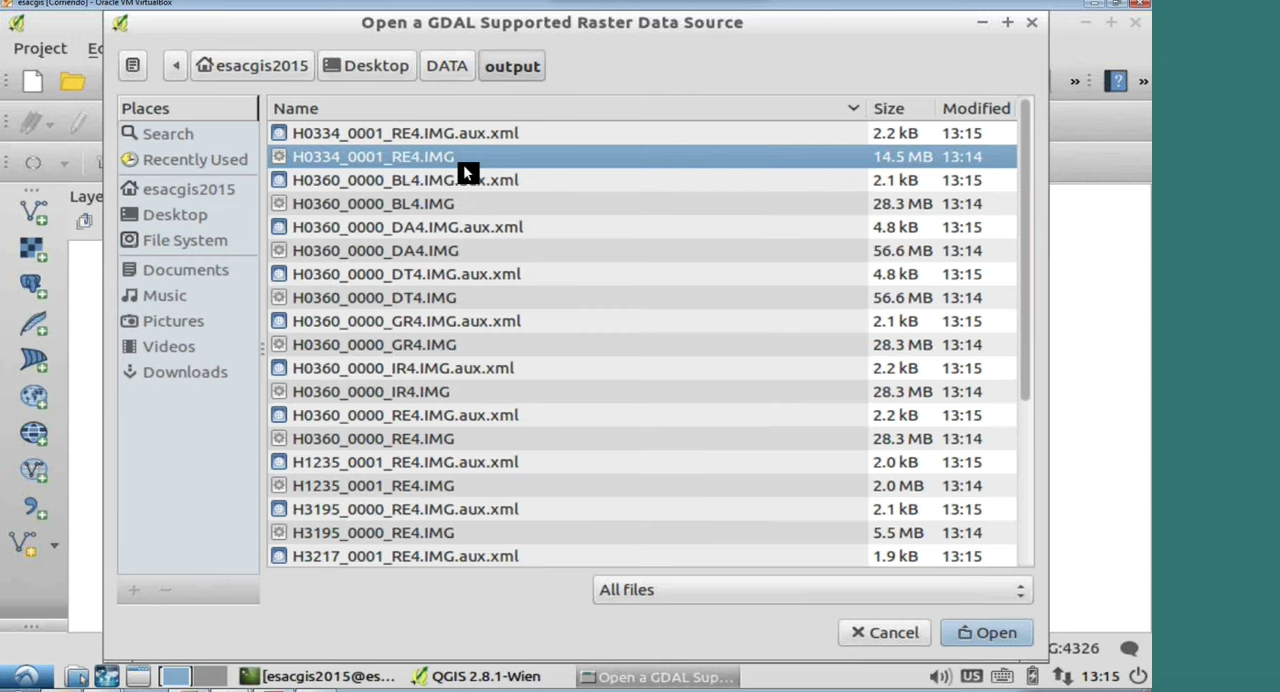 esacgis [Corriendo] - Oracle VM VirtualBox
Open a GDAL Supported Raster Data Source
Project
esacgis2015 Desktop DATA output
Places
Search
Recently Used
esacgis2015
Desktop
File System
Documents
Music
Pictures
Videos
Downloads
Name Size Modified
H0334_0001_RE4.IMG.aux.xml 2.2 kB 13:15
H0334_0001_RE4.IMG 14.5 MB 13:14
H0360_0000_BL4.IMG.aux.xml 2.1 kB 13:15
H0360_0000_BL4.IMG 28.3 MB 13:14
H0360_0000_DA4.IMG.aux.xml 4.8 kB 13:15
H0360_0000_DA4.IMG 56.6 MB 13:14
H0360_0000_DT4.IMG.aux.xml 4.8 kB 13:15
H0360_0000_DT4.IMG 56.6 MB 13:14
H0360_0000_GR4.IMG.aux.xml 2.1 kB 13:15
H0360_0000_GR4.IMG 28.3 MB 13:14
H0360_0000_IR4.IMG.aux.xml 2.2 kB 13:15
H0360_0000_IR4.IMG 28.3 MB 13:14
H0360_0000_RE4.IMG.aux.xml 2.2 kB 13:15
H0360_0000_RE4.IMG 28.3 MB 13:14
H1235_0001_RE4.IMG.aux.xml 2.0 kB 13:15
H1235_0001_RE4.IMG 2.0 MB 13:14
H3195_0000_RE4.IMG.aux.xml 2.1 kB 13:15
H3195_0000_RE4.IMG 5.5 MB 13:14
H3217_0001_RE4.IMG.aux.xml 1.9 kB 13:15
All files
Cancel Open
Laye
G:4326
[esacgis2015@es... QGIS 2.8.1-Wien Open a GDAL Sup... US 13:15